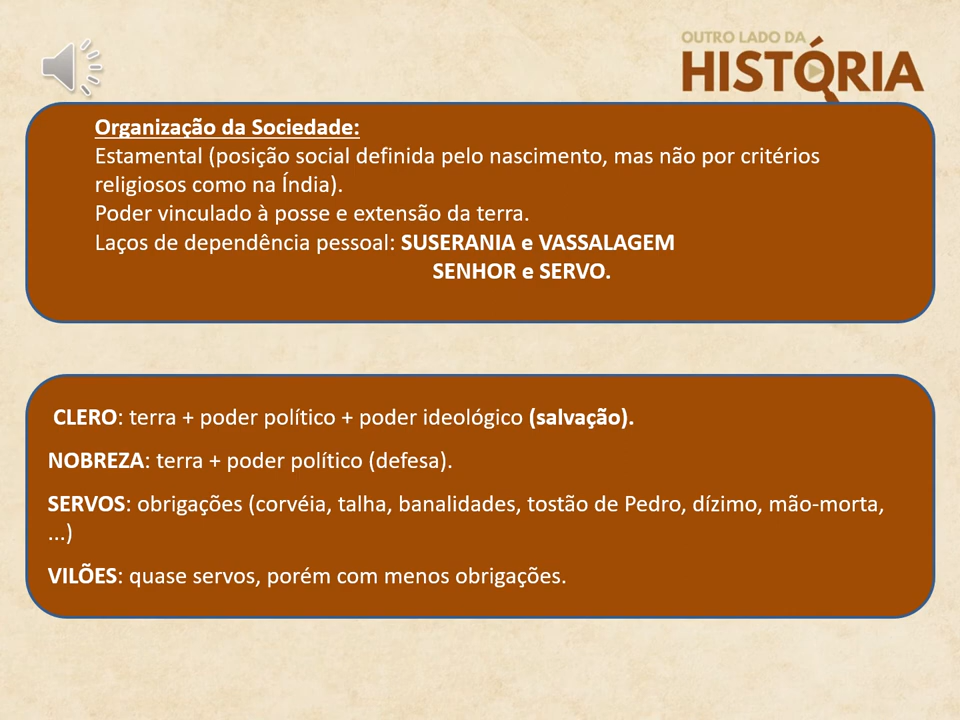 OUTRO LADO DA
HISTÓRIA
Organização da Sociedade:
Estamental (posição social definida pelo nascimento, mas não por critérios
religiosos como na Índia).
Poder vinculado à posse e extensão da terra.
Laços de dependência pessoal: SUSERANIA e VASSALAGEM
SENHOR e SERVO.
CLERO: terra + poder político + poder ideológico (salvação).
NOBREZA: terra + poder político (defesa).
SERVOS: obrigações (corvéia, talha, banalidades, tostão de Pedro, dízimo, mão-morta,
...)
VILÕES: quase servos, porém com menos obrigações.